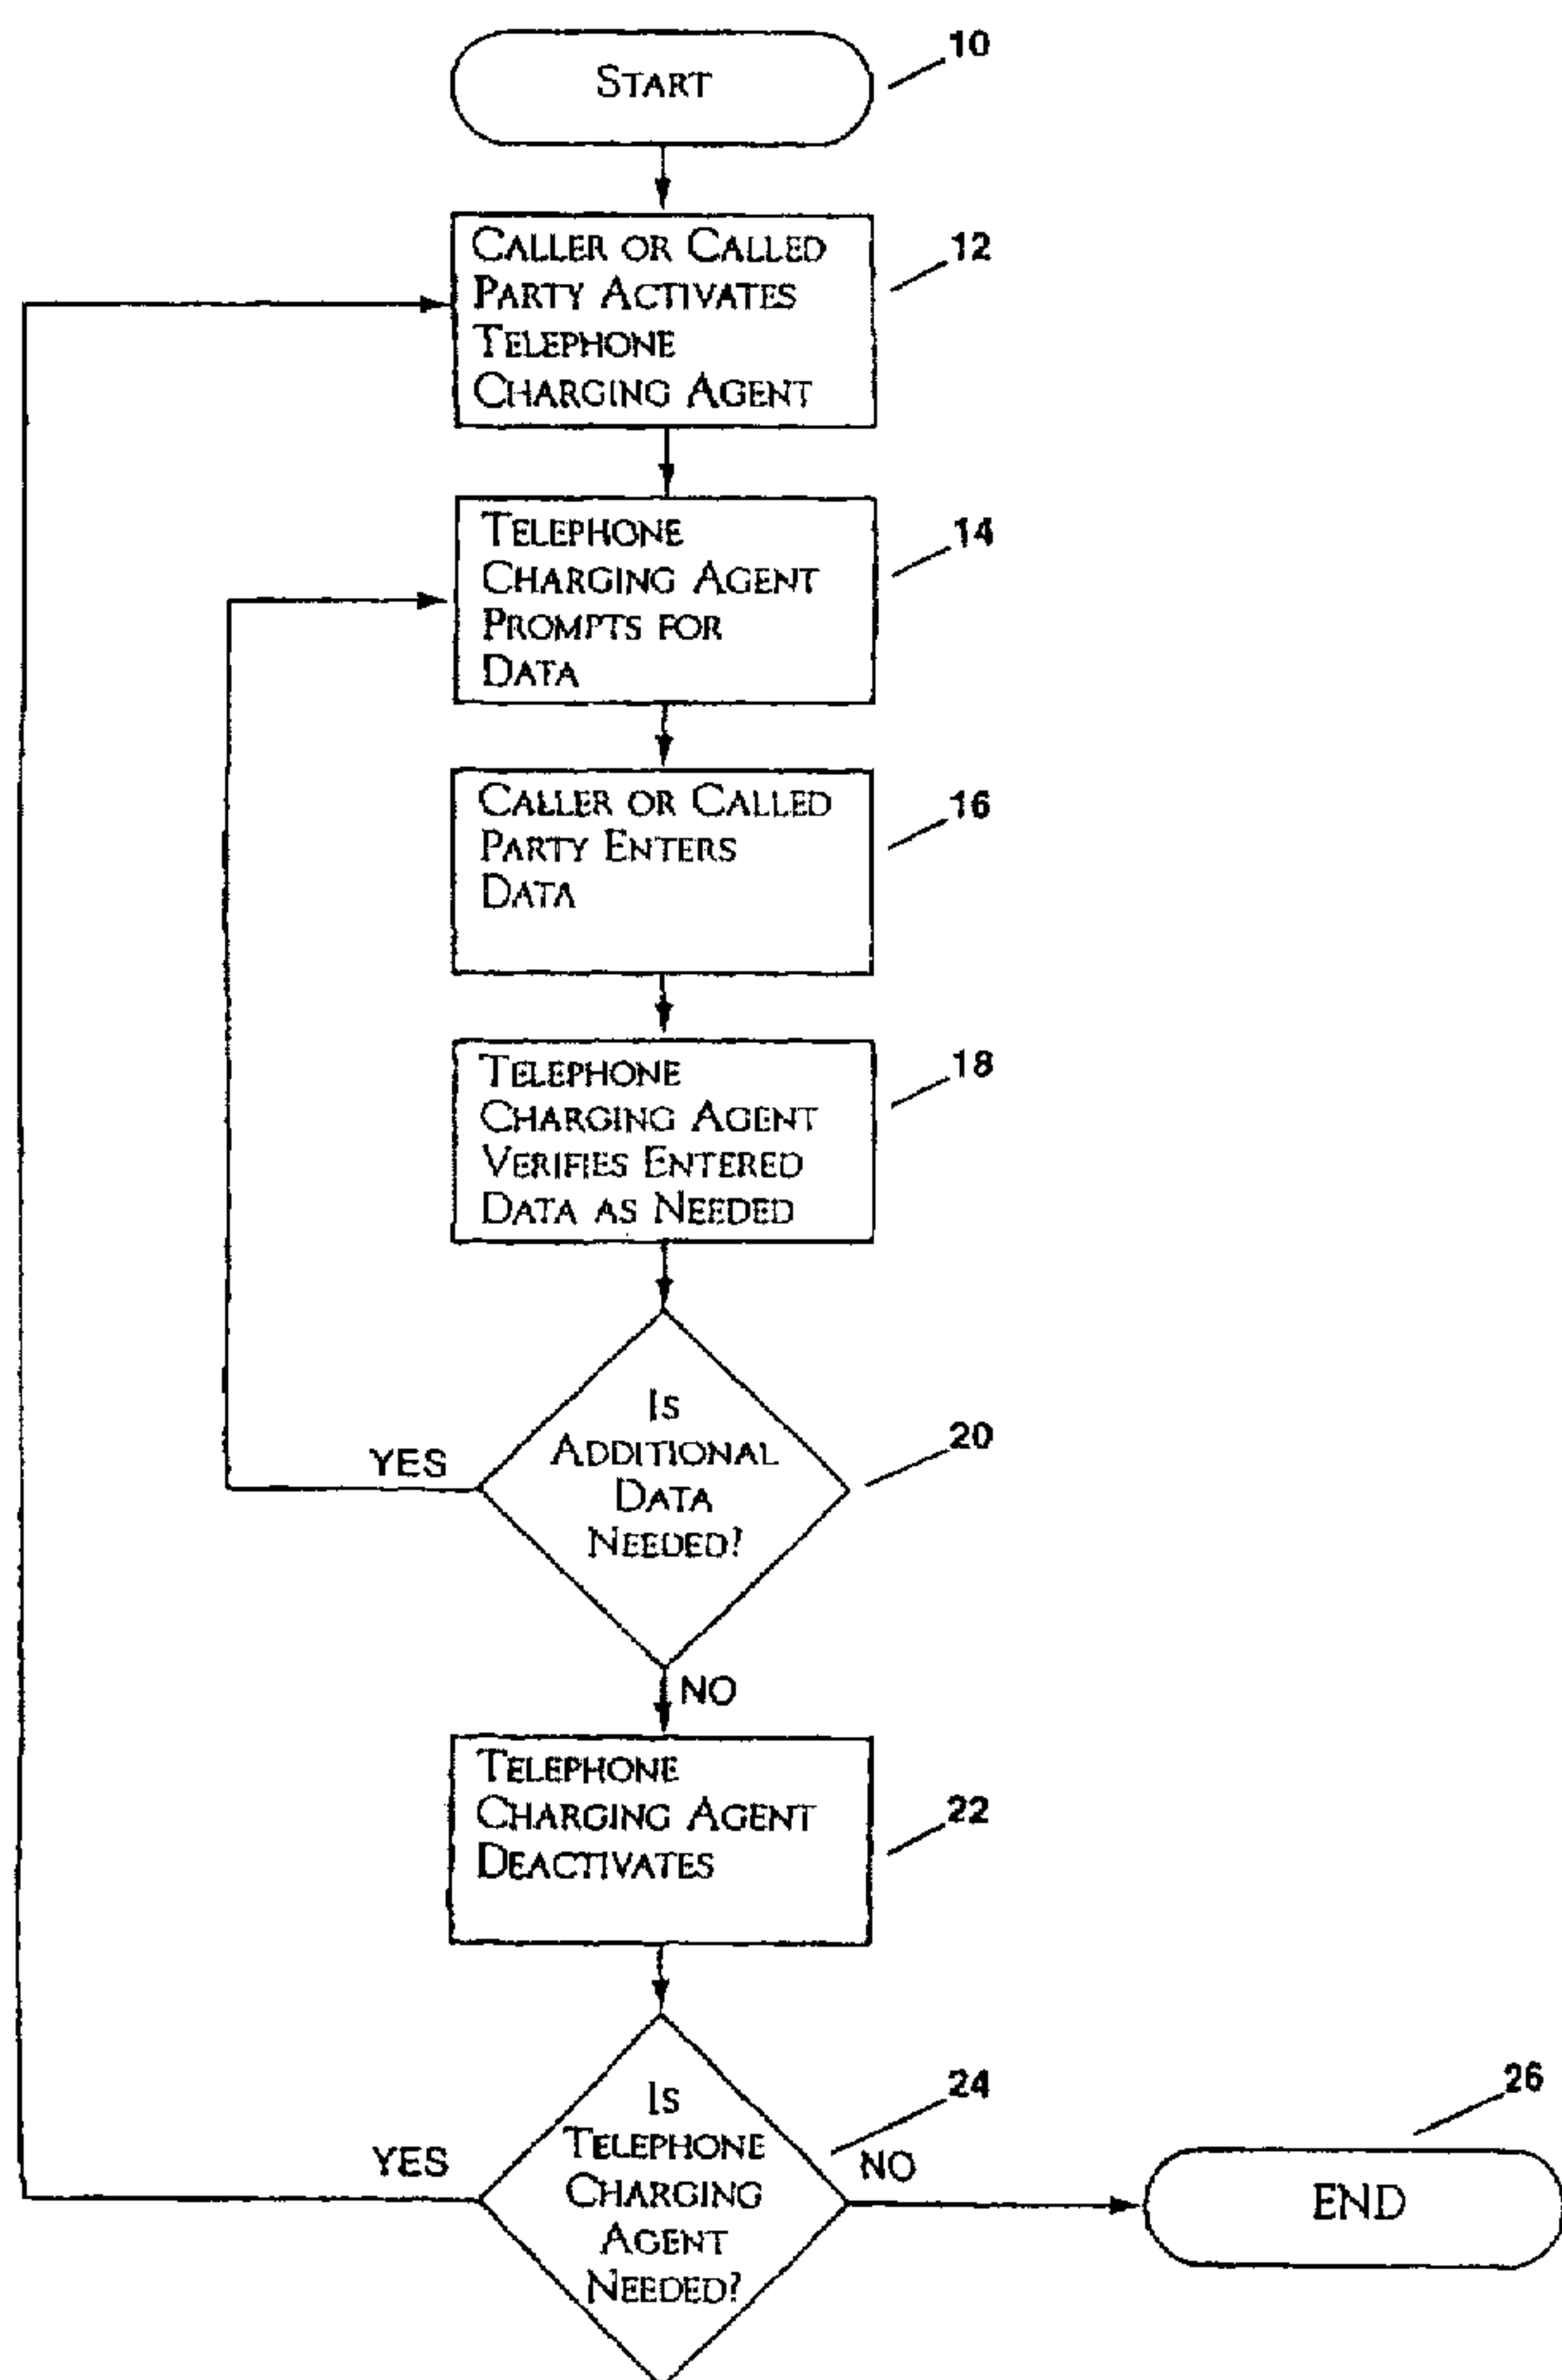 START
10
CALLER OR CALLED
PARTY ACTIVATES
TELEPHONE
CHARGING AGENT
12
TELEPHONE
CHARGING AGENT
PROMPTS FOR
DATA
14
CALLER OR CALLED
PARTY ENTERS
DATA
16
TELEPHONE
CHARGING AGENT
VERIFIES ENTERED
DATA AS NEEDED
18
IS
ADDITIONAL
DATA
NEEDED?
20
YES
NO
TELEPHONE
CHARGING AGENT
DEACTIVATES
22
IS
TELEPHONE
CHARGING
AGENT
NEEDED?
24
YES
NO
END
26